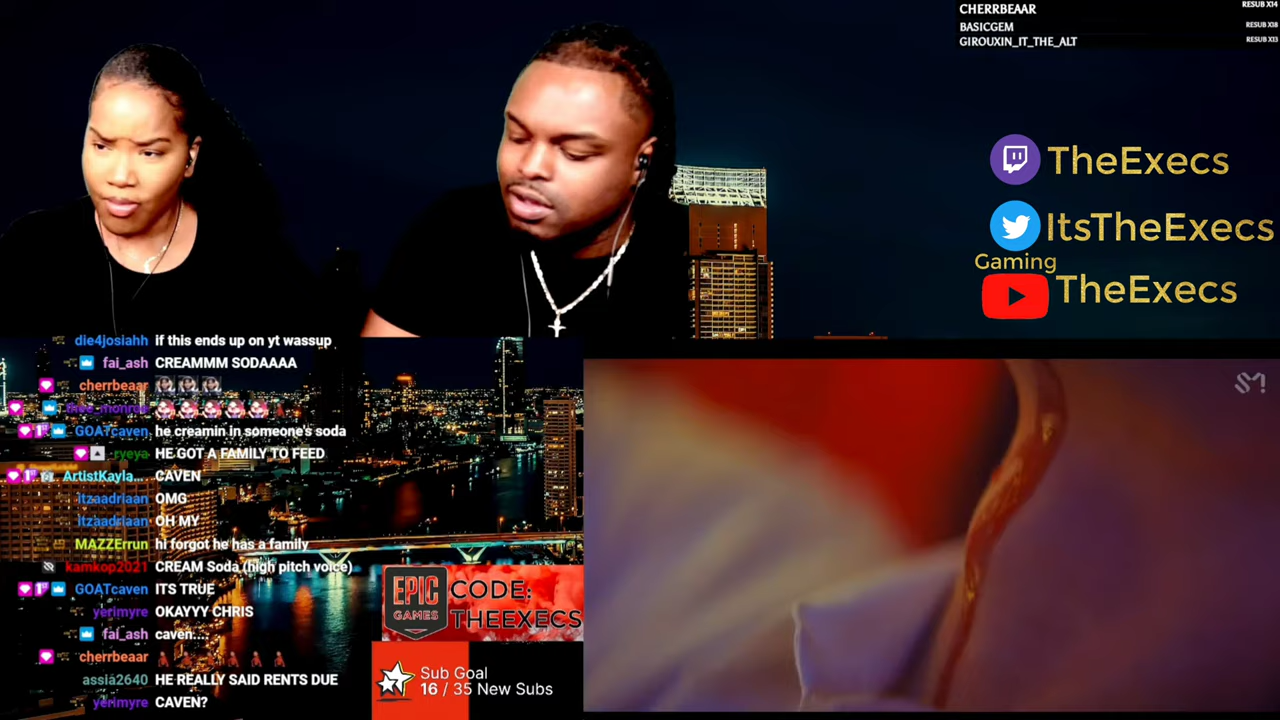 CHERRBEAAR RESUB X14
BASICGEM RESUB X18
GIROUXIN_IT_THE_ALT RESUB X13
TheExecs
ItsTheExecs
Gaming
TheExecs
die4josiahh if this ends up on yt wassup
fai_ash CREAMMM SODAAAA
cherrbeaar
GOATcaven he creamin in someone's soda
ryeya HE GOT A FAMILY TO FEED
ArtistKayla... CAVEN
itzaadriaan OMG
itzaadriaan OH MY
MAZZErrun hi forgot he has a family
kamkop2021 CREAM Soda (high pitch voice)
GOATcaven ITS TRUE
yerimyre OKAYYY CHRIS
fai_ash caven....
cherrbeaar
assia2640 HE REALLY SAID RENTS DUE
yerimyre CAVEN?
EPIC
GAMES
CODE:
THEEXECS
Sub Goal
16 / 35 New Subs
SM!